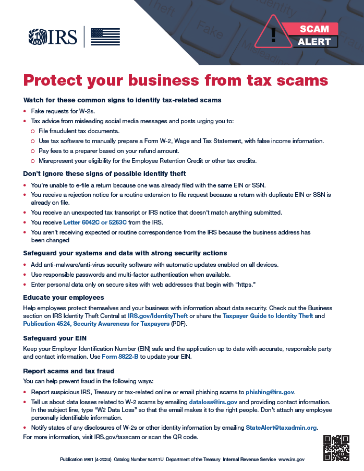 IRS
SCAM
ALERT
Protect your business from tax scams
Watch for these common signs to identify tax-related scams
• Fake requests for W-2s.
• Tax advice from misleading social media messages and posts urging you to:
File fraudulent tax documents.
Use tax software to manually prepare a Form W-2, Wage and Tax Statement, with false income information.
Pay less to a preparer based on your refund amount.
Misrepresent your eligibility for the Employee Retention Credit or other tax credits.
Don't ignore these signs of possible identity theft
• You're unable to e-file a return because one was already filed with the same EIN or SSN.
• You receive a rejection notice for a routine extension to file request because a return with duplicate EIN or SSN is
already on file.
• You receive an unexpected tax transcript or IRS notice that doesn't match anything submitted.
• You receive Letter 6042C or 5263C from the IRS.
• You aren't receiving expected or routine correspondence from the IRS because the business address has
been changed
Safeguard your systems and data with strong security actions
• Add anti-malware/anti-virus security software with automatic updates enabled on all devices.
• Use responsible passwords and multi-factor authentication when available.
• Enter personal data only on secure sites with web addresses that begin with "https."
Educate your employees
Help employees protect themselves and your business with information about data security. Check out the Business
section on IRS Identity Theft Central at IRS.gov/IdentityTheft or share the Taxpayer Guide to Identity Theft and
Publication 4524, Security Awareness for Taxpayers (PDF).
Safeguard your EIN
Keep your Employer Identification Number (EIN) safe and the application up to date with accurate, responsible party
and contact information. Use Form 8822-B to update your EIN.
Report scams and tax fraud
You can help prevent fraud in the following ways:
• Report suspicious IRS, Treasury or tax-related online or email phishing scams to phishing@irs.gov.
• Tell us about data losses related to W-2 scams by emailing dataloss@irs.gov and providing contact information.
In the subject line, type "W2 Data Loss" so that the email makes it to the right people. Don't attach any employee
personally identifiable information.
• Notify states of any disclosures of W-2s or other identity information by emailing StateAlert@taxadmin.org.
For more information, visit IRS.gov/taxscam or scan the QR code.
Publication Catalog Number Department of the Treasury Internal Revenue Service www.irs.gov